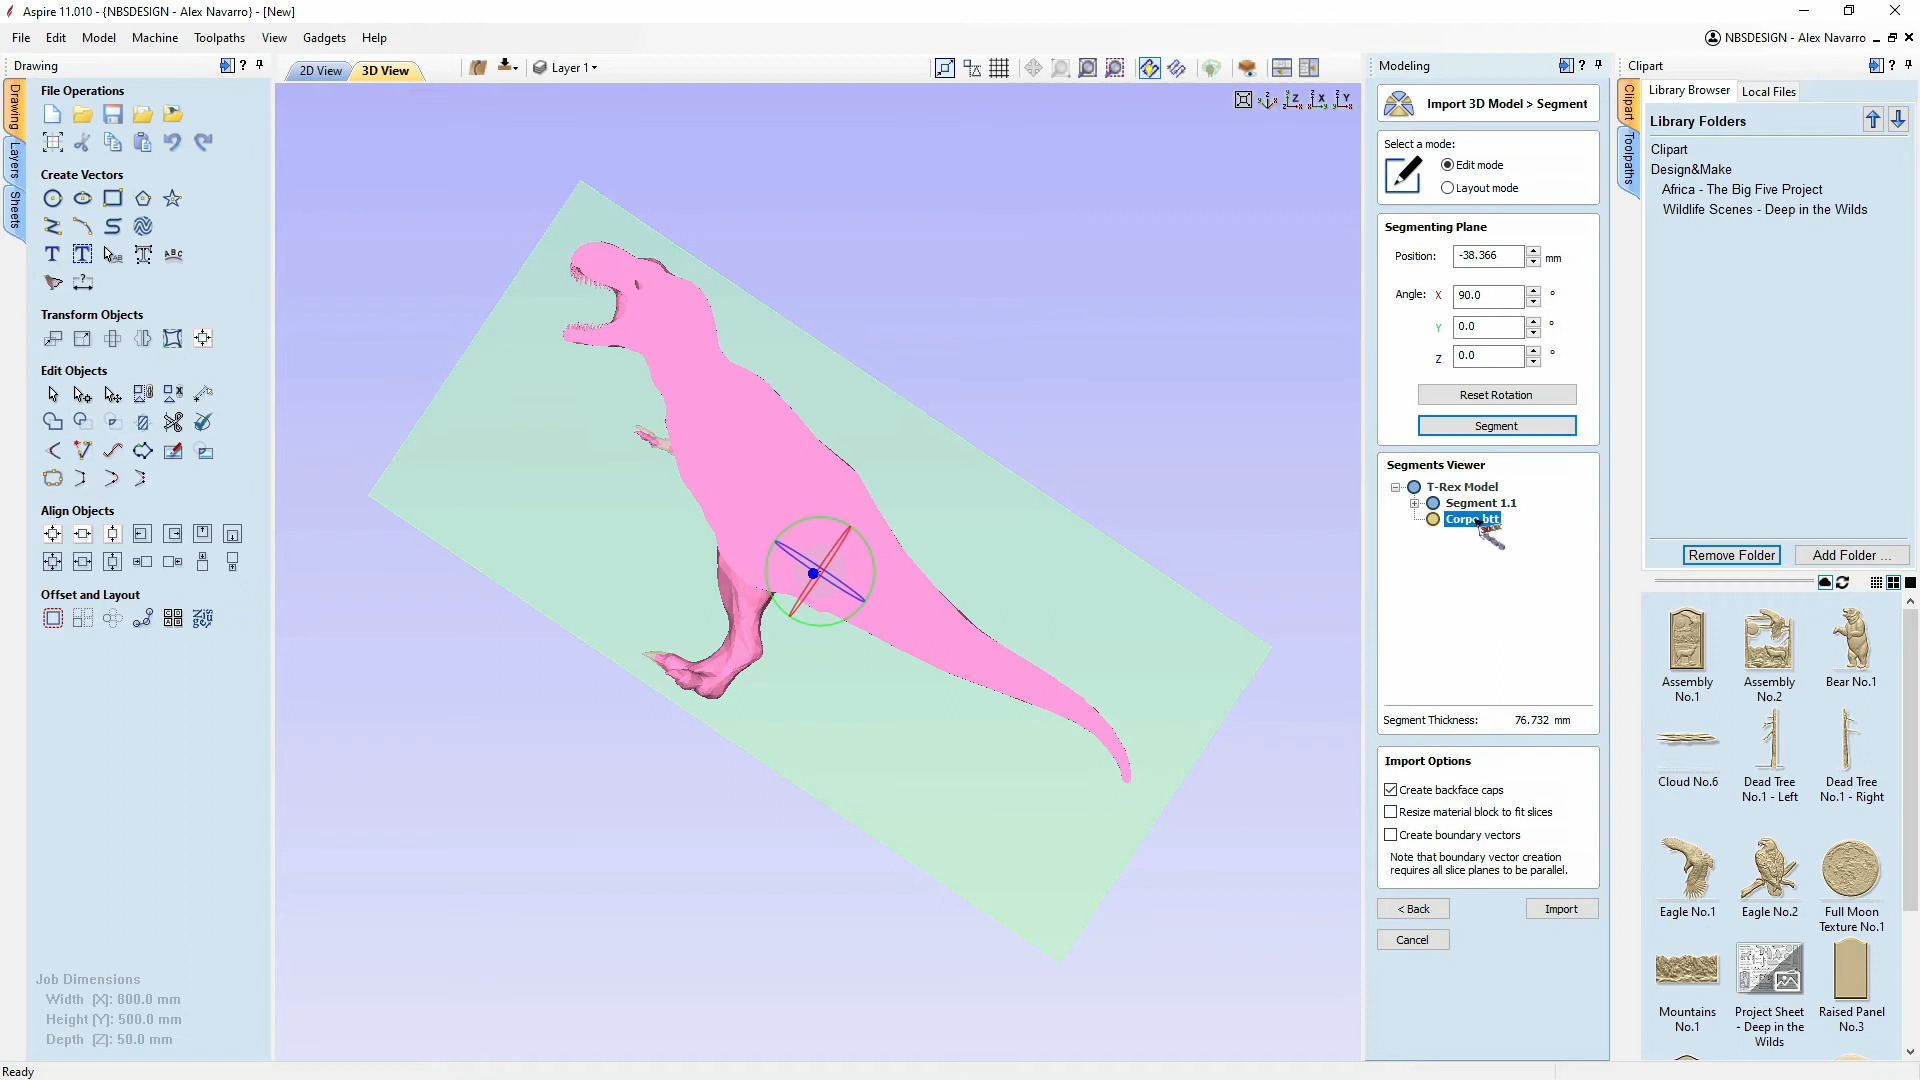 Aspire 11.010 - {NBSDESIGN - Alex Navarro} - [New]
File Edit Model Machine Toolpaths View Gadgets Help
NBSDESIGN - Alex Navarro
Drawing
2D View 3D View
Layer 1
Drawing
Layers
Sheets
File Operations
Create Vectors
Transform Objects
Edit Objects
Align Objects
Offset and Layout
Job Dimensions
Width (X): 800.0 mm
Height (Y): 500.0 mm
Depth (Z): 50.0 mm
Ready
Modeling
Import 3D Model > Segment
Select a mode:
Edit mode
Layout mode
Segmenting Plane
Position: -38.366 mm
Angle: X 90.0 °
Y 0.0 °
Z 0.0 °
Reset Rotation
Segment
Segments Viewer
T-Rex Model
Segment 1.1
Corpo btt
Segment Thickness: 76.732 mm
Import Options
Create backface caps
Resize material block to fit slices
Create boundary vectors
Note that boundary vector creation
requires all slice planes to be parallel.
< Back Import
Cancel
Clipart
Clipart
Toolpaths
Library Browser Local Files
Library Folders
Clipart
Design&Make
Africa - The Big Five Project
Wildlife Scenes - Deep in the Wilds
Remove Folder Add Folder ...
Assembly
No.1
Assembly
No.2
Bear No.1
Cloud No.6
Dead Tree
No.1 - Left
Dead Tree
No.1 - Right
Eagle No.1
Eagle No.2
Full Moon
Texture No.1
Mountains
No.1
Project Sheet
- Deep in the
Wilds
Raised Panel
No.3